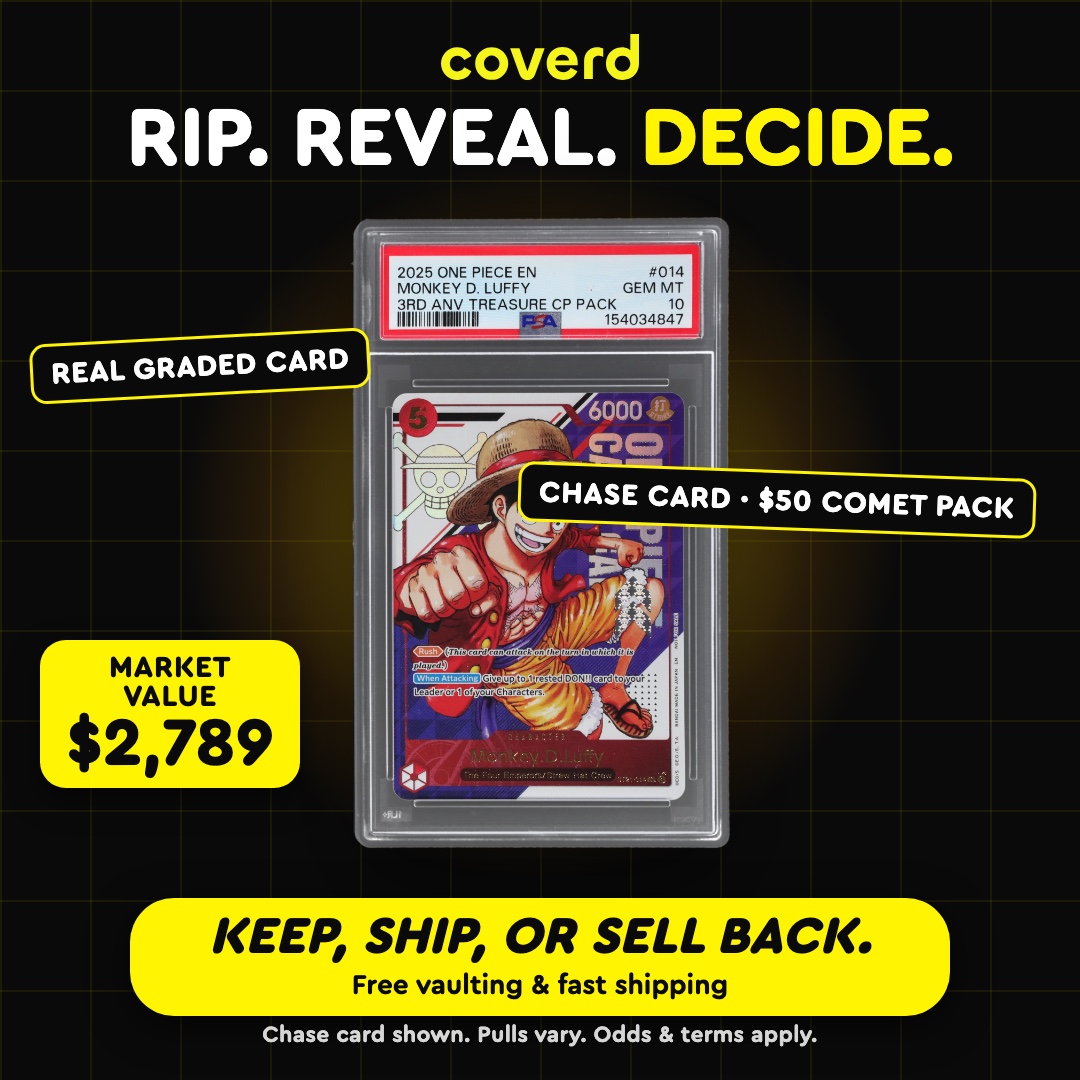 coverd
RIP. REVEAL. DECIDE.
2025 ONE PIECE EN #014
MONKEY D. LUFFY GEM MT
3RD ANV TREASURE CP PACK 10
PSA 154034847
REAL GRADED CARD
5 6000
CHASE CARD • $50 COMET PACK
Rush (This card can attack on the turn in which it is
played.)
When Attacking Give up to 1 rested DON!! card to your
Leader or 1 of your Characters.
CHARACTER
Monkey.D.Luffy
The Four Emperors/Straw Hat Crew
MARKET
VALUE
$2,789
KEEP, SHIP, OR SELL BACK.
Free vaulting & fast shipping
Chase card shown. Pulls vary. Odds & terms apply.